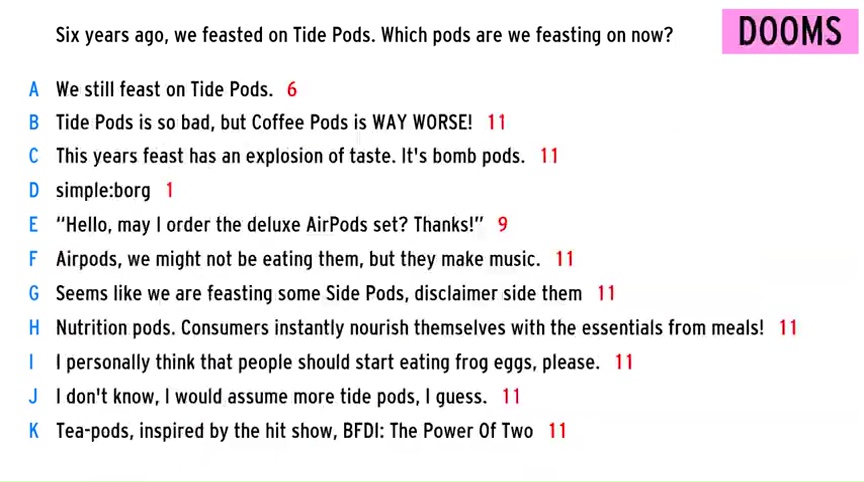 Six years ago, we feasted on Tide Pods. Which pods are we feasting on now?
DOOMS
A We still feast on Tide Pods. 6
B Tide Pods is so bad, but Coffee Pods is WAY WORSE! 11
C This years feast has an explosion of taste. It's bomb pods. 11
D simple:borg 1
E “Hello, may I order the deluxe AirPods set? Thanks!” 9
F Airpods, we might not be eating them, but they make music. 11
G Seems like we are feasting some Side Pods, disclaimer side them 11
H Nutrition pods. Consumers instantly nourish themselves with the essentials from meals! 11
I I personally think that people should start eating frog eggs, please. 11
J I don't know, I would assume more tide pods, I guess. 11
K Tea-pods, inspired by the hit show, BFDI: The Power Of Two 11